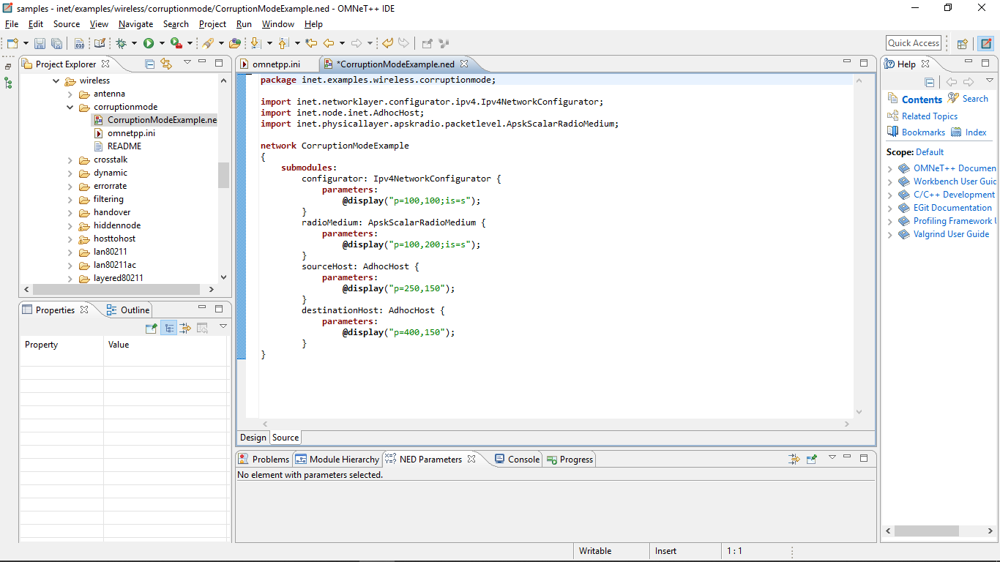 samples - inet/examples/wireless/corruptionmode/CorruptionModeExample.ned - OMNeT++ IDE
File Edit Source View Navigate Search Project Run Window Help
Quick Access
Project Explorer
wireless
antenna
corruptionmode
CorruptionModeExample.ne
omnetpp.ini
README
crosstalk
dynamic
errorrate
filtering
handover
hiddennode
hosttohost
lan80211
lan80211ac
layered80211
Properties Outline
Property Value
omnetpp.ini *CorruptionModeExample.ned
package inet.examples.wireless.corruptionmode;
import inet.networklayer.configurator.ipv4.Ipv4NetworkConfigurator;
import inet.node.inet.AdhocHost;
import inet.physicallayer.apskradio.packetlevel.ApskScalarRadioMedium;
network CorruptionModeExample
{
submodules:
configurator: Ipv4NetworkConfigurator {
parameters:
@display("p=100,100;is=s");
}
radioMedium: ApskScalarRadioMedium {
parameters:
@display("p=100,200;is=s");
}
sourceHost: AdhocHost {
parameters:
@display("p=250,150");
}
destinationHost: AdhocHost {
parameters:
@display("p=400,150");
}
}
Design Source
Problems Module Hierarchy NED Parameters Console Progress
No element with parameters selected.
Help
Contents Search
Related Topics
Bookmarks Index
Scope: Default
OMNeT++ Documen
Workbench User Guid
C/C++ Development
EGit Documentation
Profiling Framework U
Valgrind User Guide
Writable Insert 1 : 1